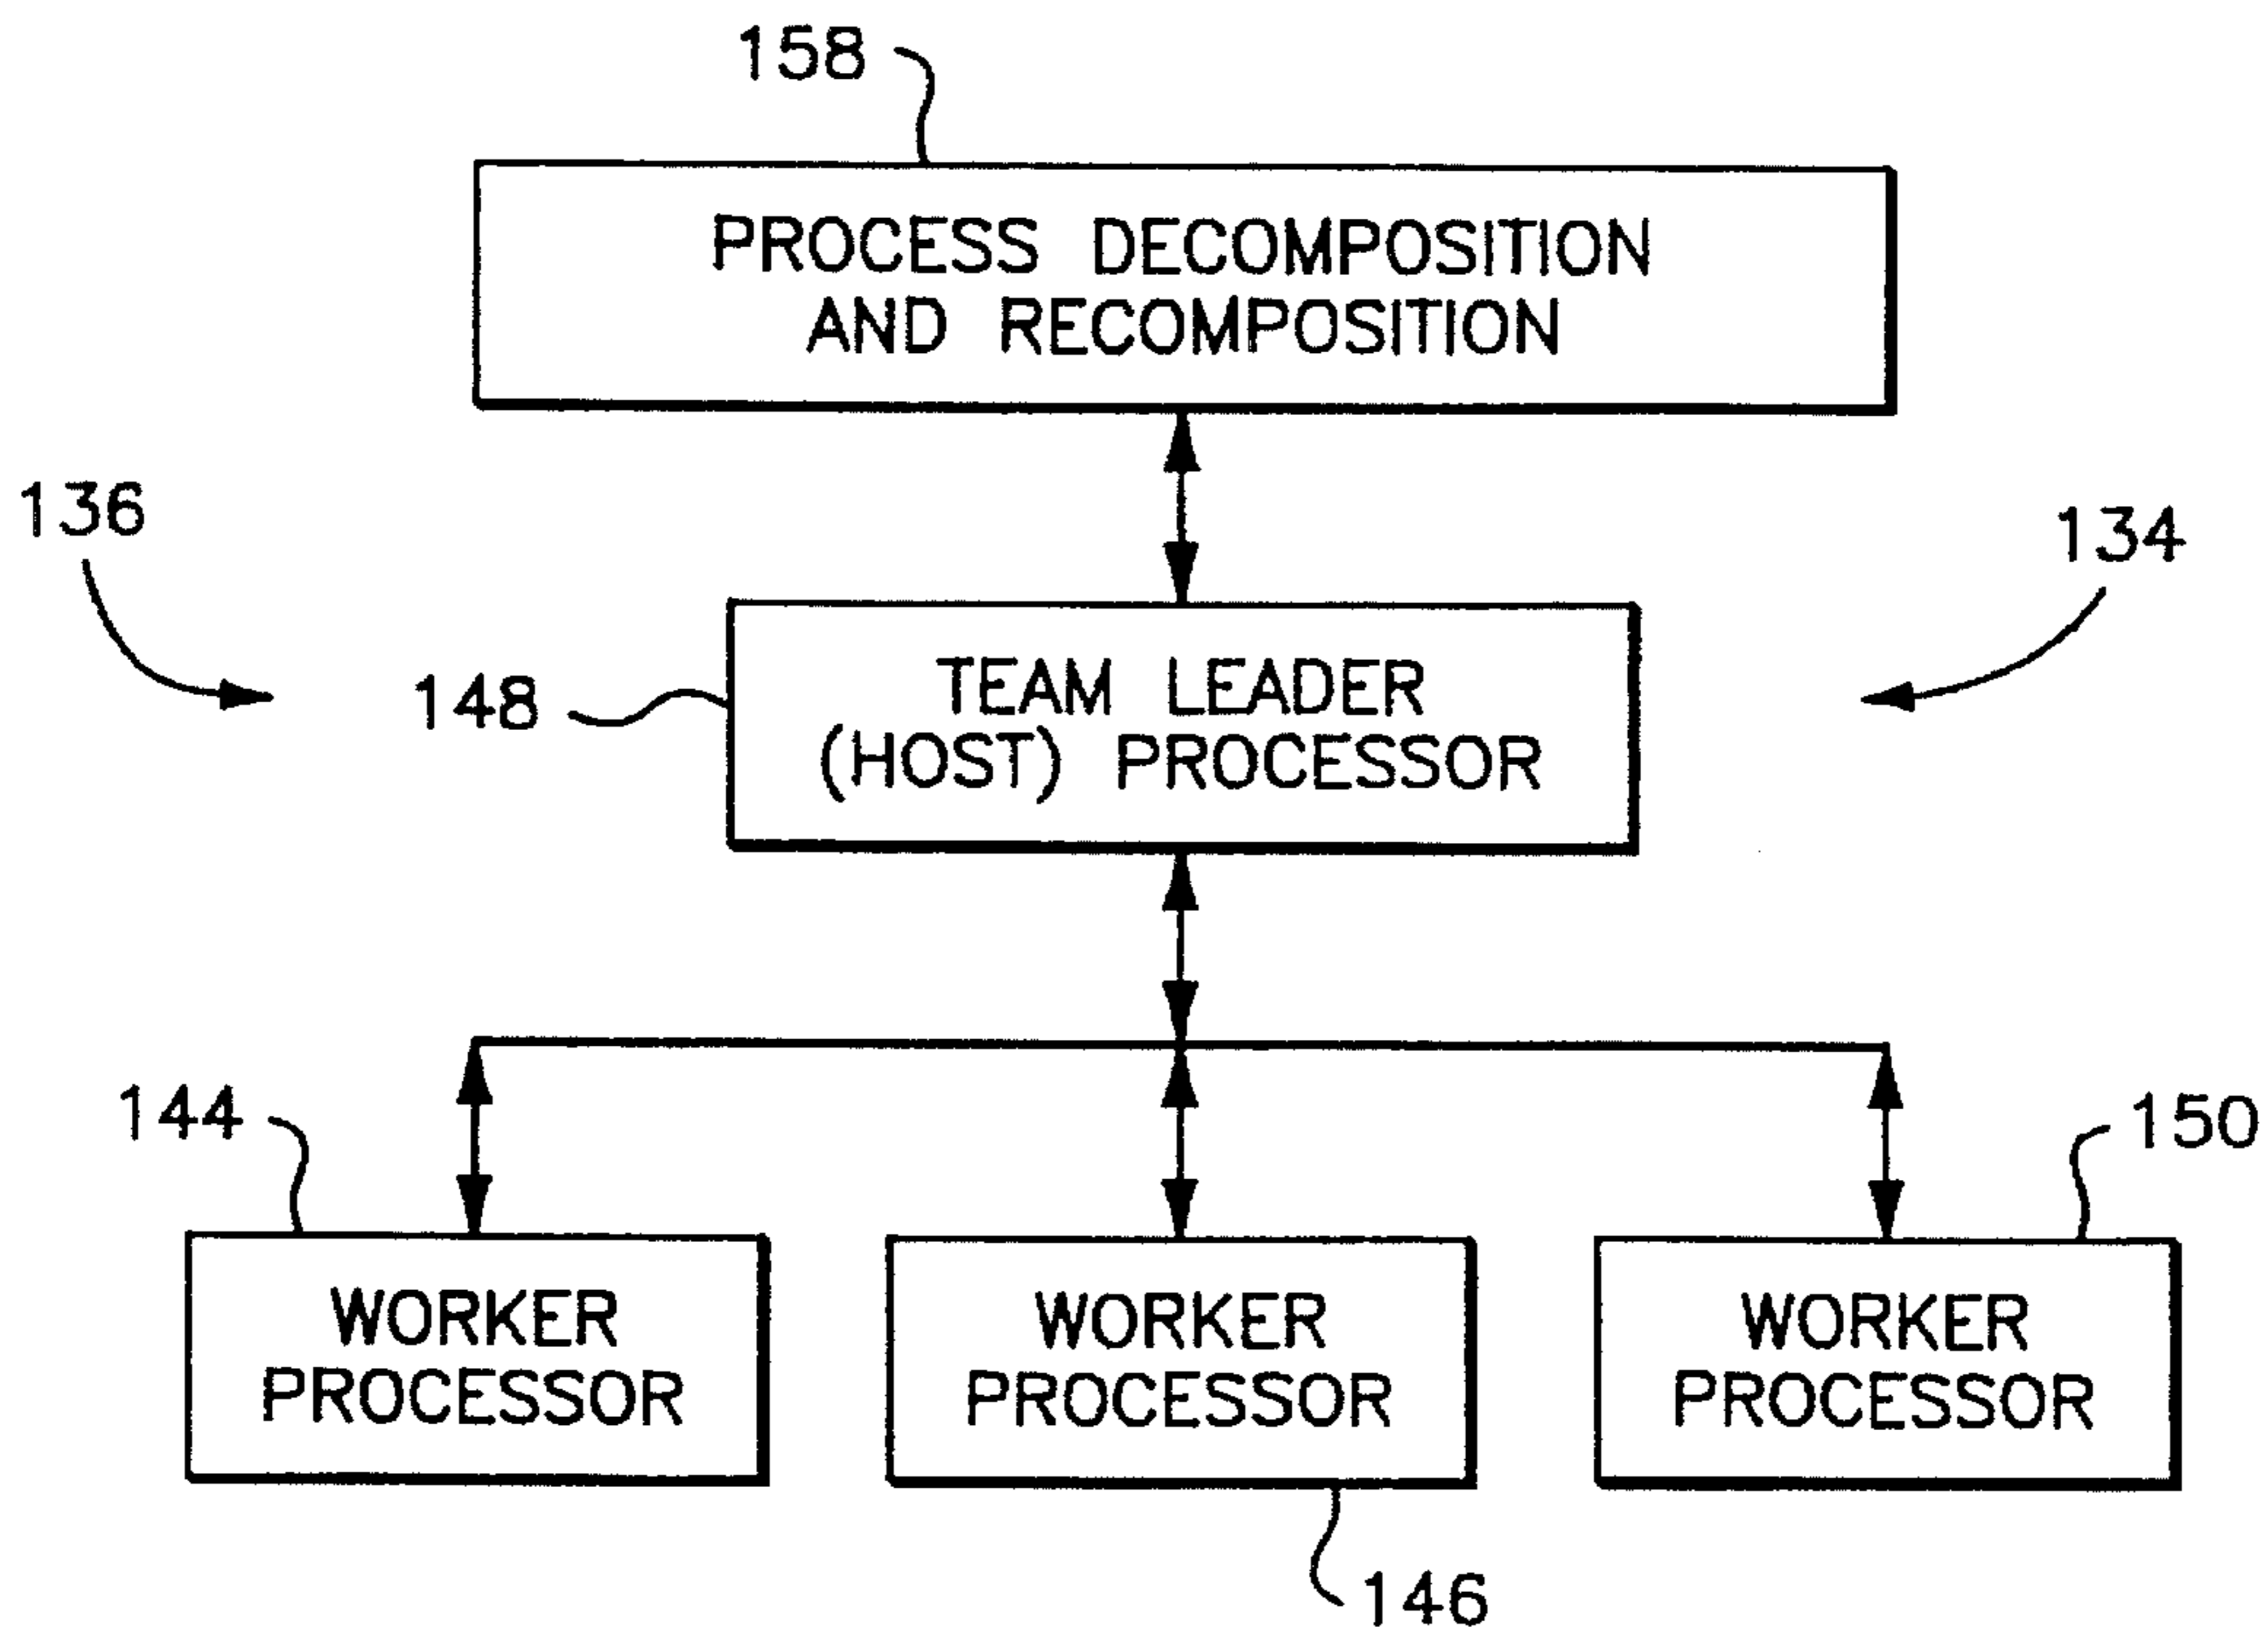 158
PROCESS DECOMPOSITION
AND RECOMPOSITION
136
134
148
TEAM LEADER
(HOST) PROCESSOR
144
150
WORKER
PROCESSOR
WORKER
PROCESSOR
WORKER
PROCESSOR
146